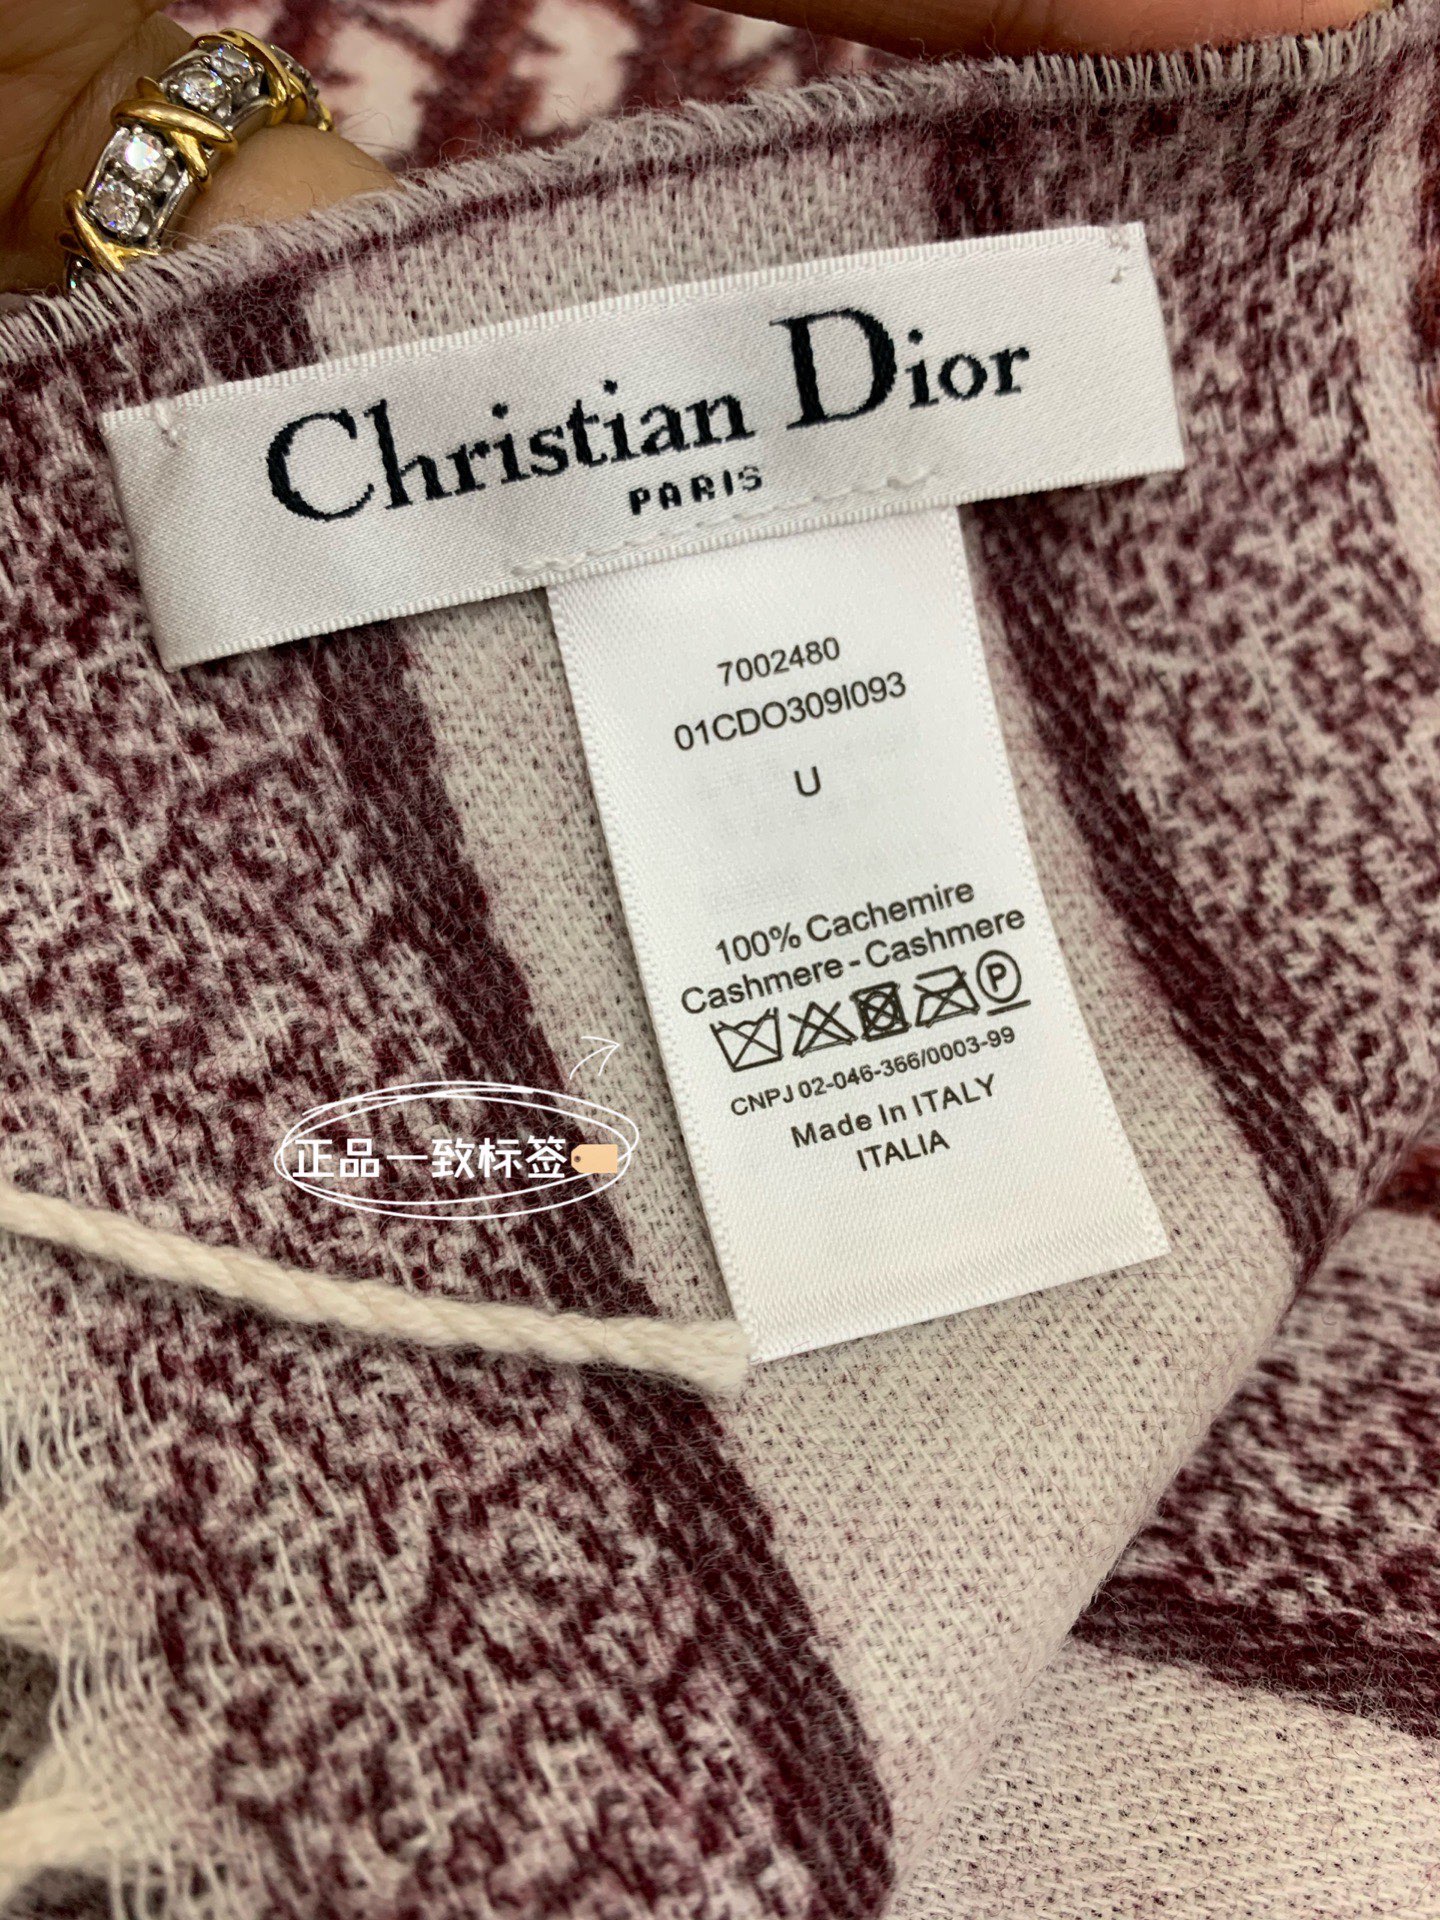 Christian Dior
PARIS
7002480
01CDO309I093
U
100% Cachemire
Cashmere - Cashmere
P
CNPJ 02-046-366/0003-99
Made In ITALY
ITALIA
正品一致标签